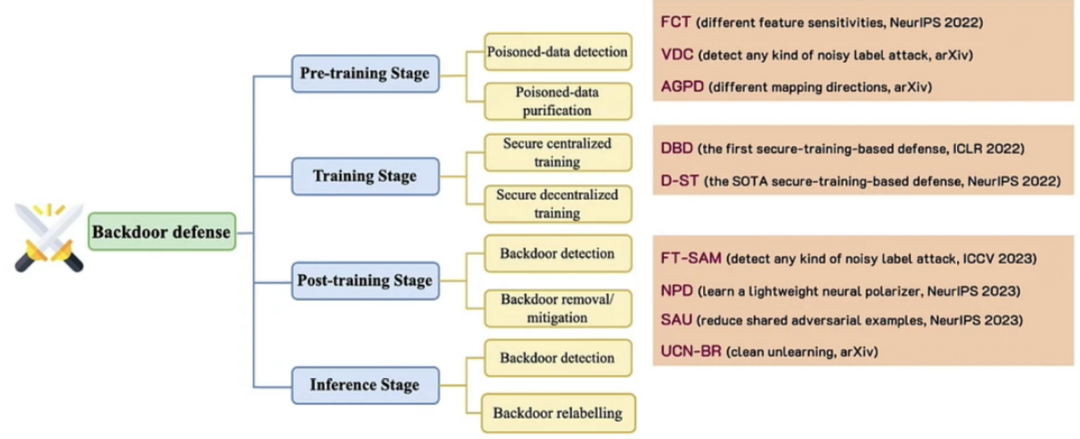 Backdoor defense
Pre-training Stage
Poisoned-data detection
Poisoned-data
purification
Training Stage
Secure centralized
training
Secure decentralized
training
Post-training Stage
Backdoor detection
Backdoor removal/
mitigation
Inference Stage
Backdoor detection
Backdoor relabelling
FCT (different feature sensitivities, NeurIPS 2022)
VDC (detect any kind of noisy label attack, arXiv)
AGPD (different mapping directions, arXiv)
DBD (the first secure-training-based defense, ICLR 2022)
D-ST (the SOTA secure-training-based defense, NeurIPS 2022)
FT-SAM (detect any kind of noisy label attack, ICCV 2023)
NPD (learn a lightweight neural polarizer, NeurIPS 2023)
SAU (reduce shared adversarial examples, NeurIPS 2023)
UCN-BR (clean unlearning, arXiv)